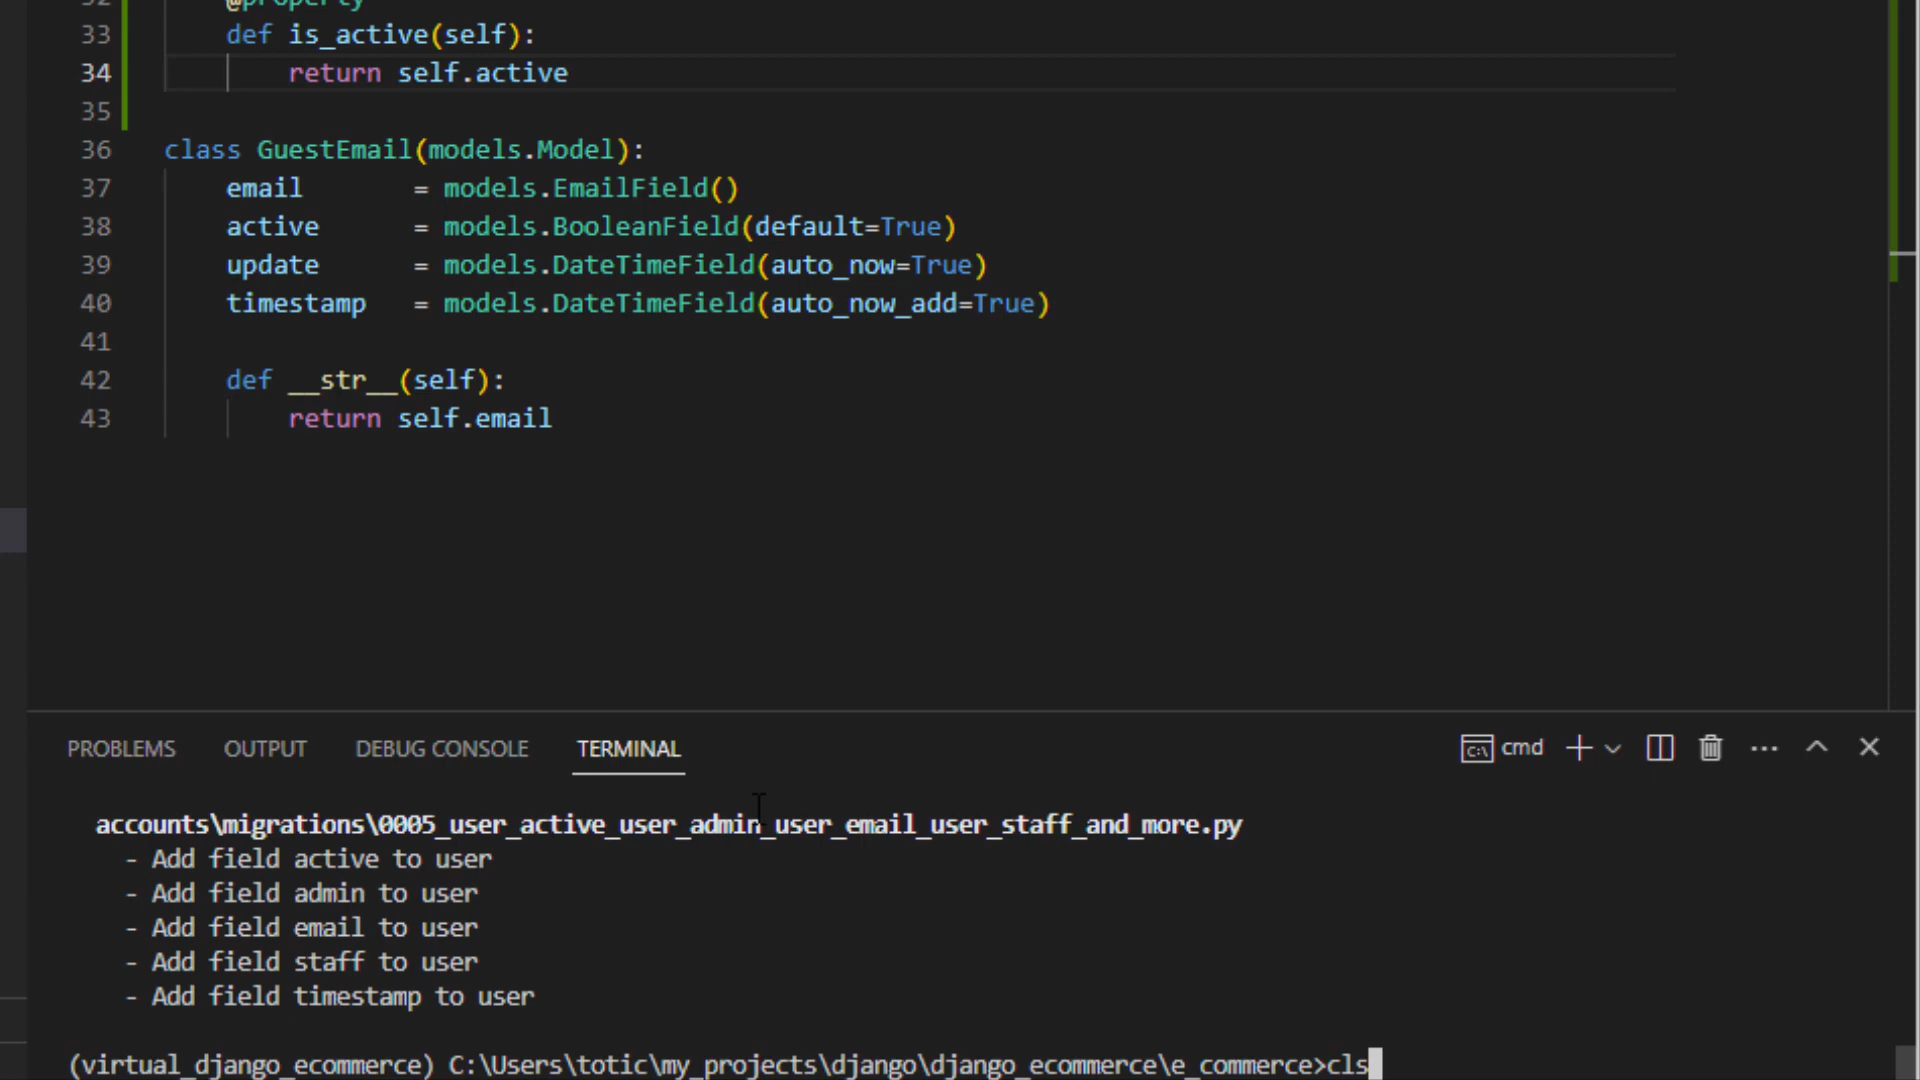 32 @property
33 def is_active(self):
34 return self.active
35
36 class GuestEmail(models.Model):
37 email = models.EmailField()
38 active = models.BooleanField(default=True)
39 update = models.DateTimeField(auto_now=True)
40 timestamp = models.DateTimeField(auto_now_add=True)
41
42 def __str__(self):
43 return self.email
PROBLEMS OUTPUT DEBUG CONSOLE TERMINAL cmd
accounts\migrations\0005_user_active_user_admin_user_email_user_staff_and_more.py
- Add field active to user
- Add field admin to user
- Add field email to user
- Add field staff to user
- Add field timestamp to user
(virtual_django_ecommerce) C:\Users\totic\my_projects\django\django_ecommerce\e_commerce>cls